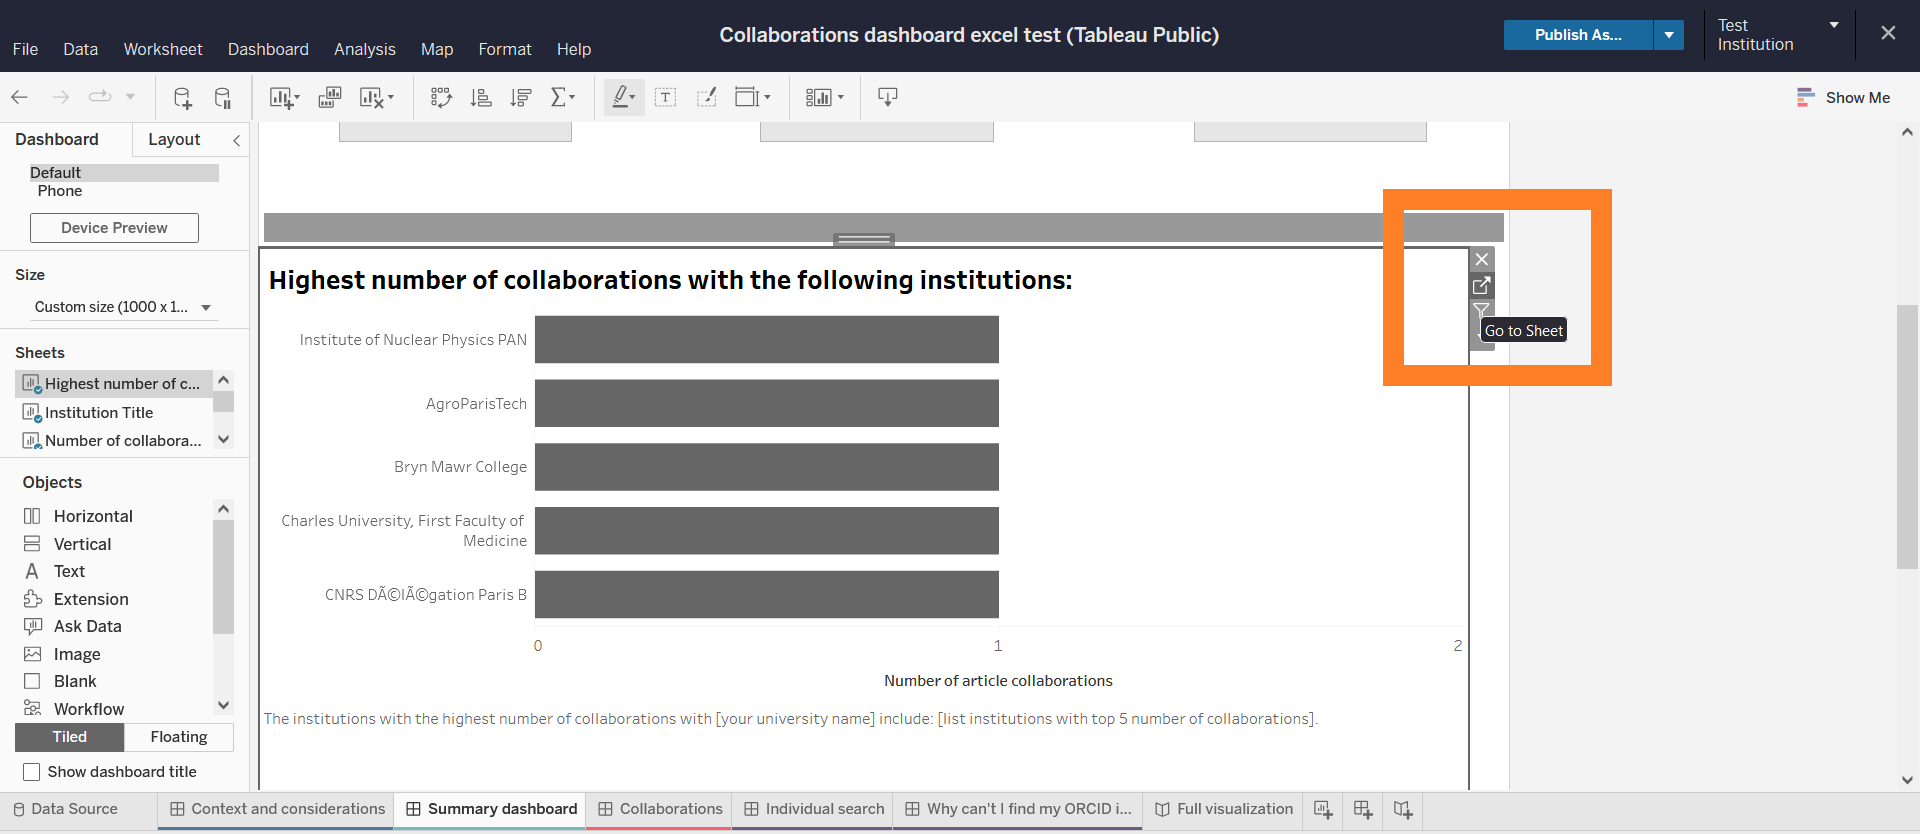 Collaborations dashboard excel test (Tableau Public)
Publish As...
Test
Institution
File Data Worksheet Dashboard Analysis Map Format Help
Show Me
Dashboard Layout
Default
Phone
Device Preview
Size
Custom size (1000 x 1...
Sheets
Highest number of c...
Institution Title
Number of collabora...
Objects
Horizontal
Vertical
Text
Extension
Ask Data
Image
Blank
Workflow
Tiled Floating
Show dashboard title
Highest number of collaborations with the following institutions:
Go to Sheet
Institute of Nuclear Physics PAN
AgroParisTech
Bryn Mawr College
Charles University, First Faculty of
Medicine
CNRS DÃ©lÃ©gation Paris B
0 1 2
Number of article collaborations
The institutions with the highest number of collaborations with [your university name] include: [list institutions with top 5 number of collaborations].
Data Source Context and considerations Summary dashboard Collaborations Individual search Why can't I find my ORCID i... Full visualization